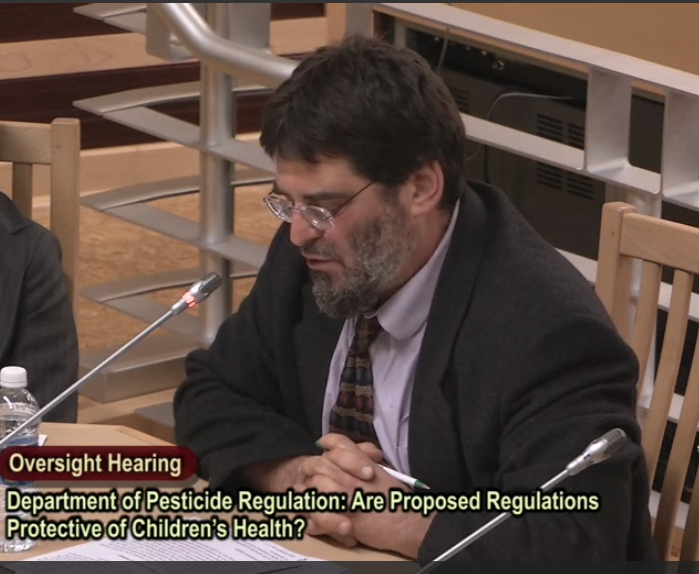 Oversight Hearing
Department of Pesticide Regulation: Are Proposed Regulations
Protective of Children's Health?